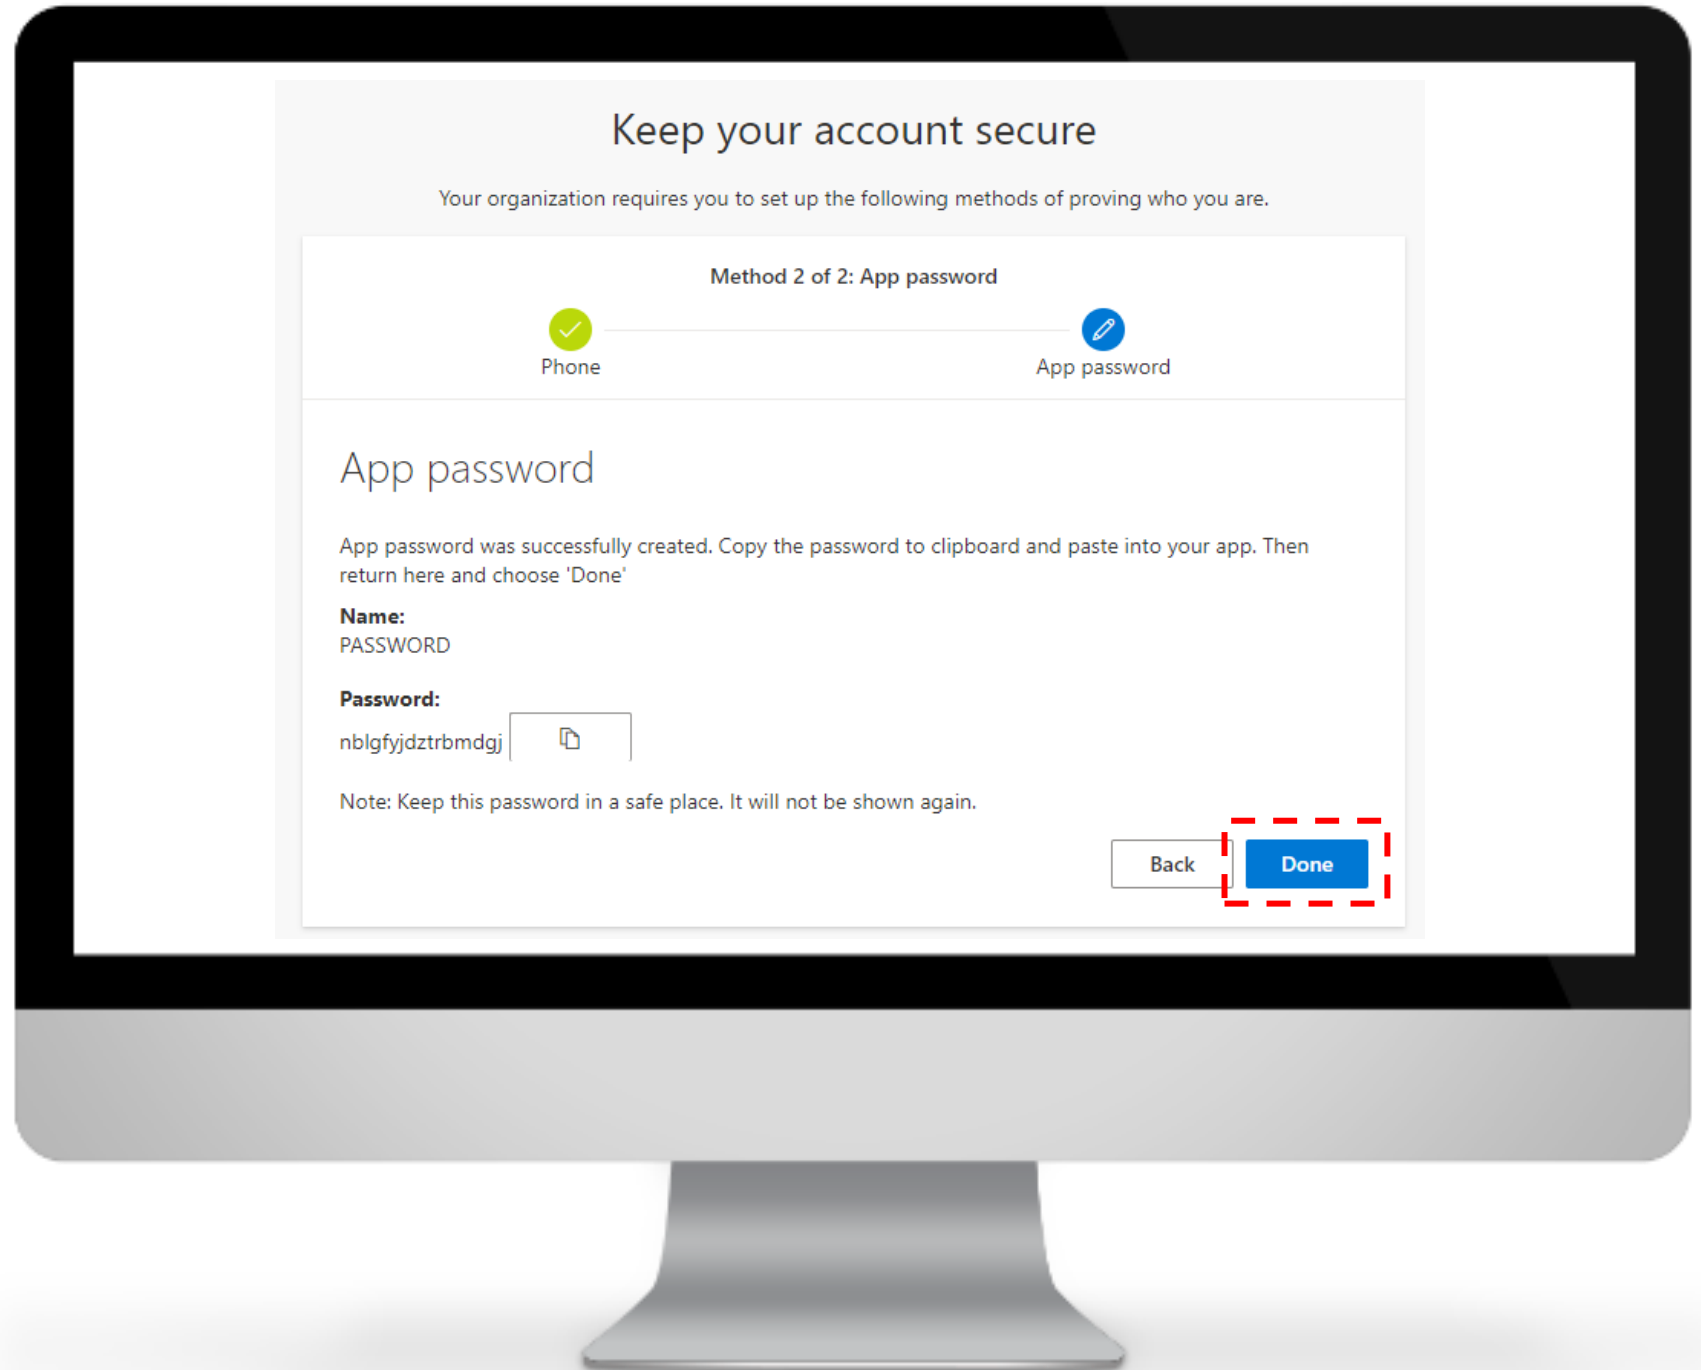 Keep your account secure
Your organization requires you to set up the following methods of proving who you are.
Method 2 of 2: App password
Phone
App password
App password
App password was successfully created. Copy the password to clipboard and paste into your app. Then
return here and choose 'Done'
Name:
PASSWORD
Password:
nblgfyjdztrbmdgj
Note: Keep this password in a safe place. It will not be shown again.
Back
Done